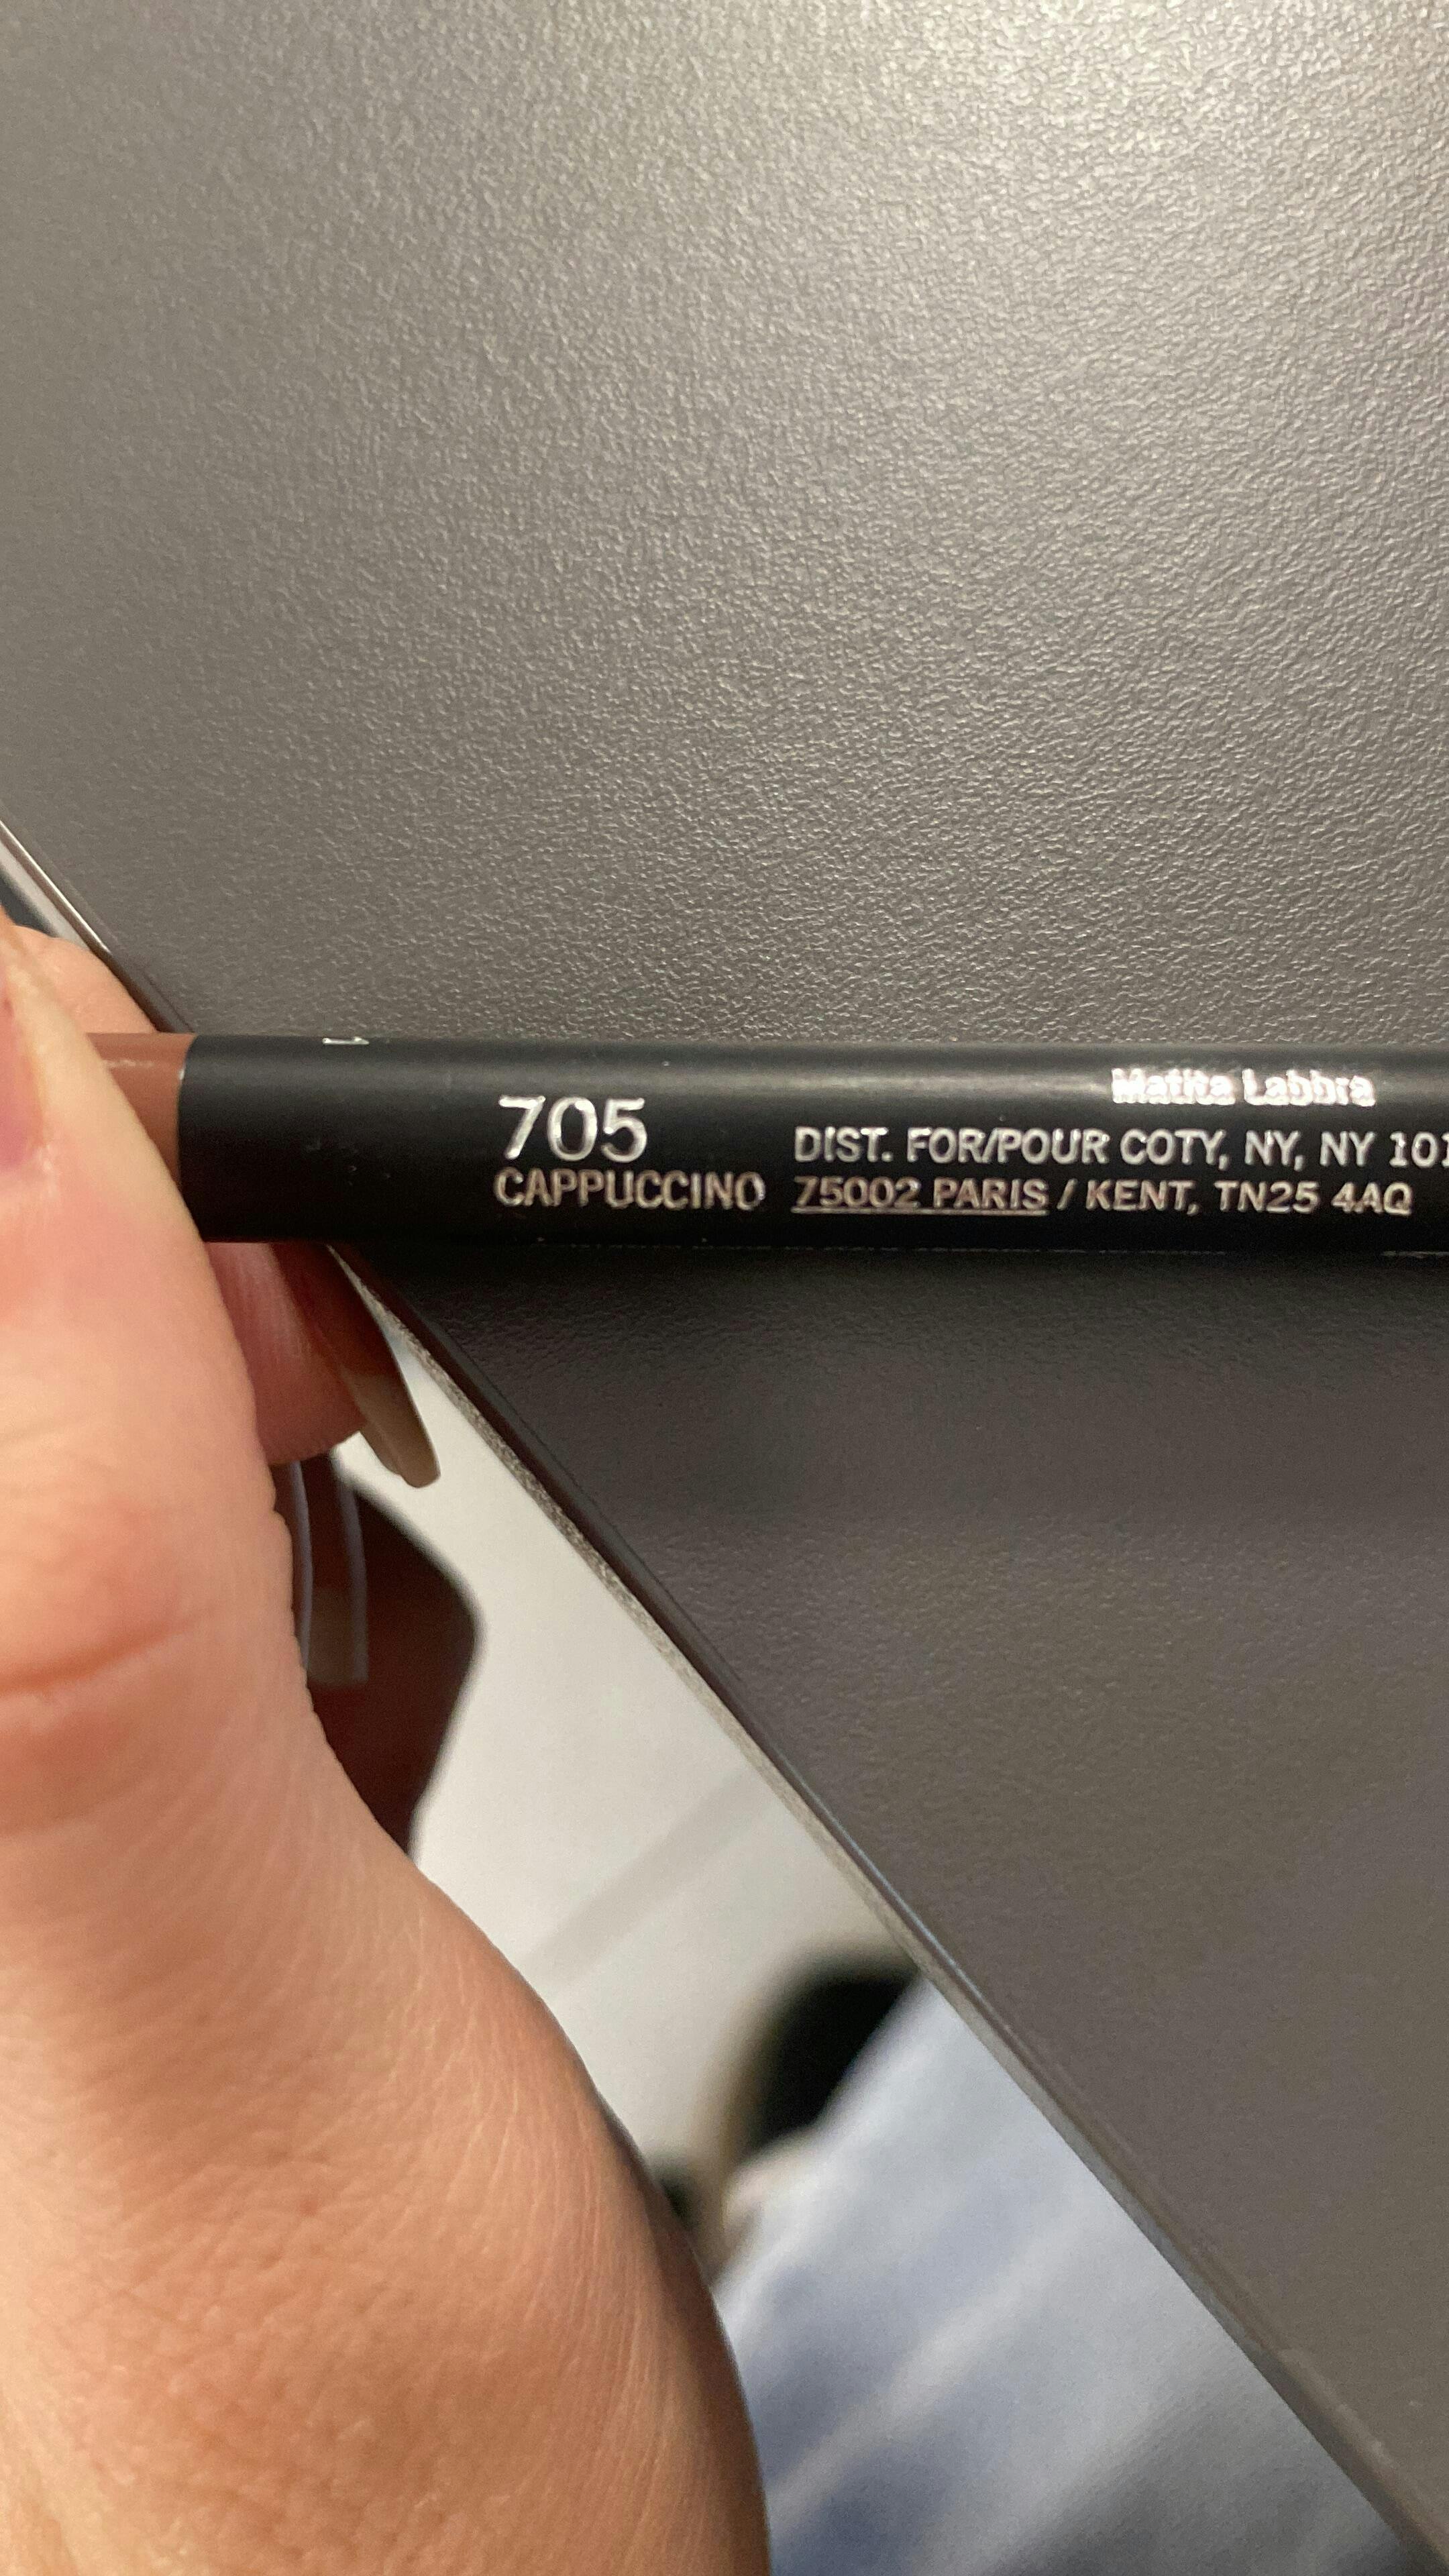 Matita Labbra
705
CAPPUCCINO
DIST. FOR/POUR COTY, NY, NY
75002 PARIS / KENT, TN25 4AQ